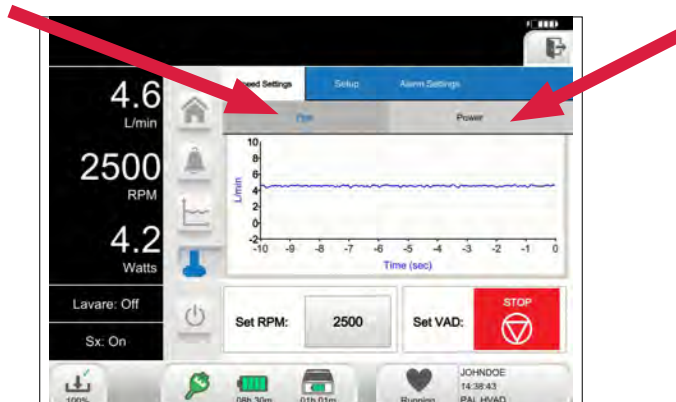 4.6
L/min
2500
RPM
4.2
Watts
Lavare: Off
Sx: On
Speed Settings
Setup
Alarm Settings
Flow
Power
L/min
10
8
6
4
2
0
-2
-10 -9 -8 -7 -6 -5 -4 -3 -2 -1 0
Time (sec)
Set RPM:
2500
Set VAD:
STOP
100%
08h 30m
01h 01m
Running
JOHNDOE
14:38:43
PAL HVAD